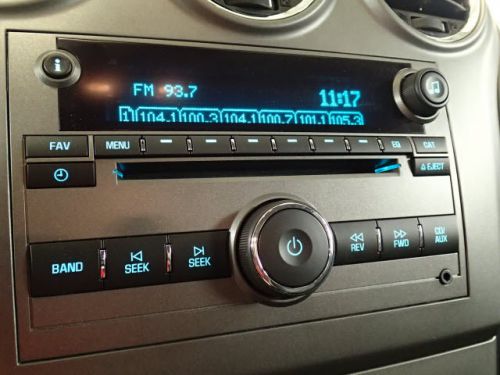 i
FM 93.7 11:17
1 104.1 100.3 104.1 100.7 101.1 105.3
FAV MENU EQ CAT
EJECT
BAND SEEK SEEK REV FWD CD/AUX